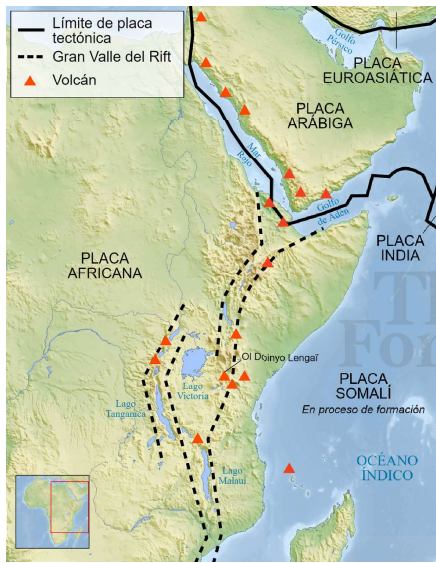 Límite de placa
tectónica
Gran Valle del Rift
Volcán
Golfo
Pérsico
PLACA
EUROASIÁTICA
PLACA
ARÁBIGA
Mar
Rojo
Golfo
de Adén
PLACA
AFRICANA
PLACA
INDIA
Ol Doinyo Lengaï
Lago
Victoria
Lago
Tanganica
PLACA
SOMALÍ
En proceso de formación
Lago
Malaui
OCÉANO
ÍNDICO